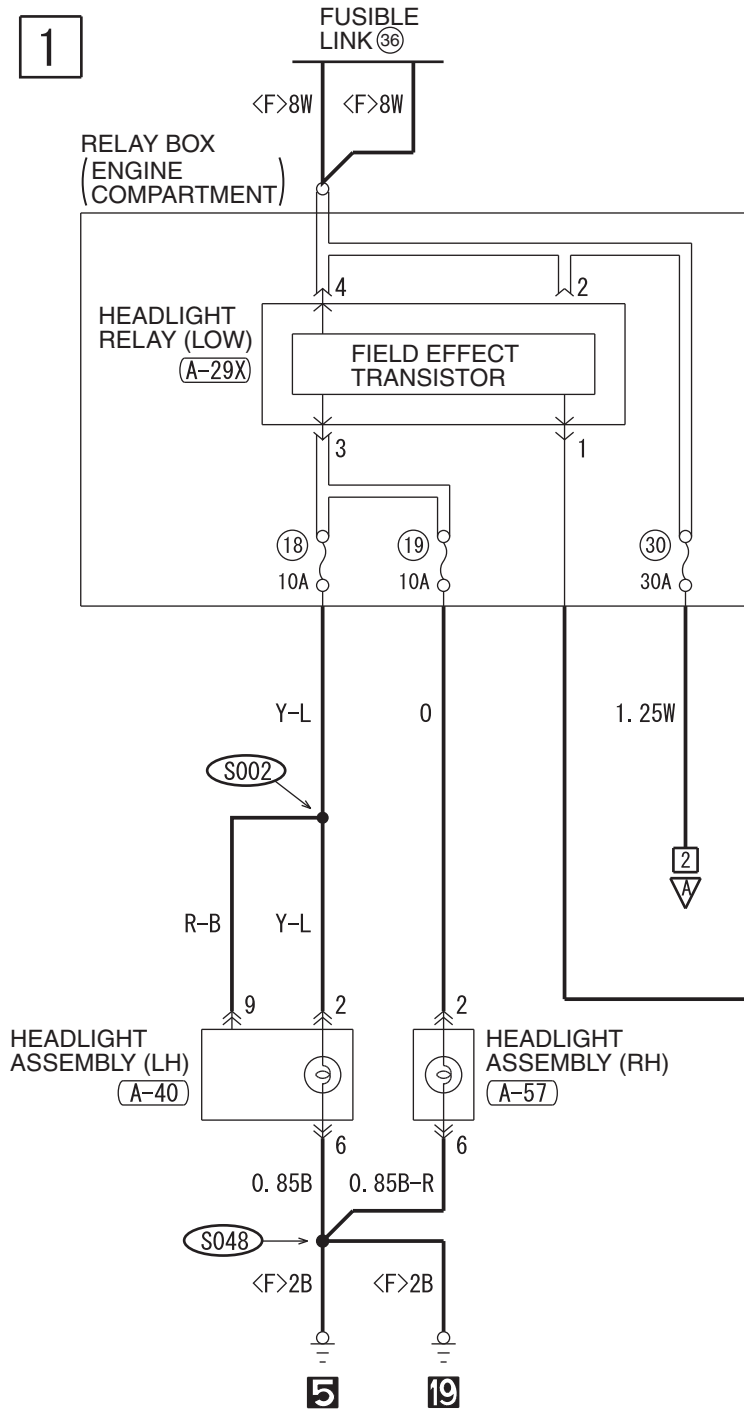 1
FUSIBLE
LINK 36
<F>8W <F>8W
RELAY BOX
(ENGINE
COMPARTMENT)
4 2
HEADLIGHT
RELAY (LOW)
A-29X
FIELD EFFECT
TRANSISTOR
3 1
18 19 30
10A 10A 30A
Y-L O 1.25W
S002
2
A
R-B Y-L
9 2 2
HEADLIGHT
ASSEMBLY (LH)
A-40
HEADLIGHT
ASSEMBLY (RH)
A-57
6 6
0.85B 0.85B-R
S048
<F>2B <F>2B
5 19